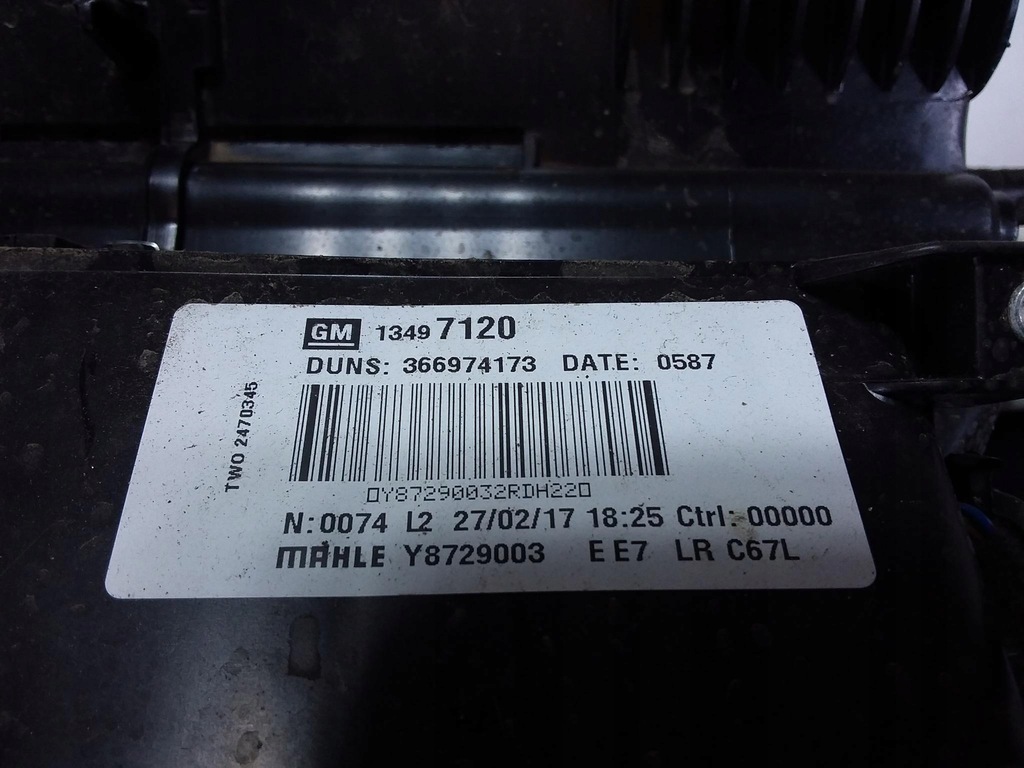 GM 1349 7120
DUNS: 366974173 DATE: 0587
TWO 2470345
▯Y87290032RDH22▯
N:0074 L2 27/02/17 18:25 Ctrl: 00000
MAHLE Y8729003 E E7 LR C67L